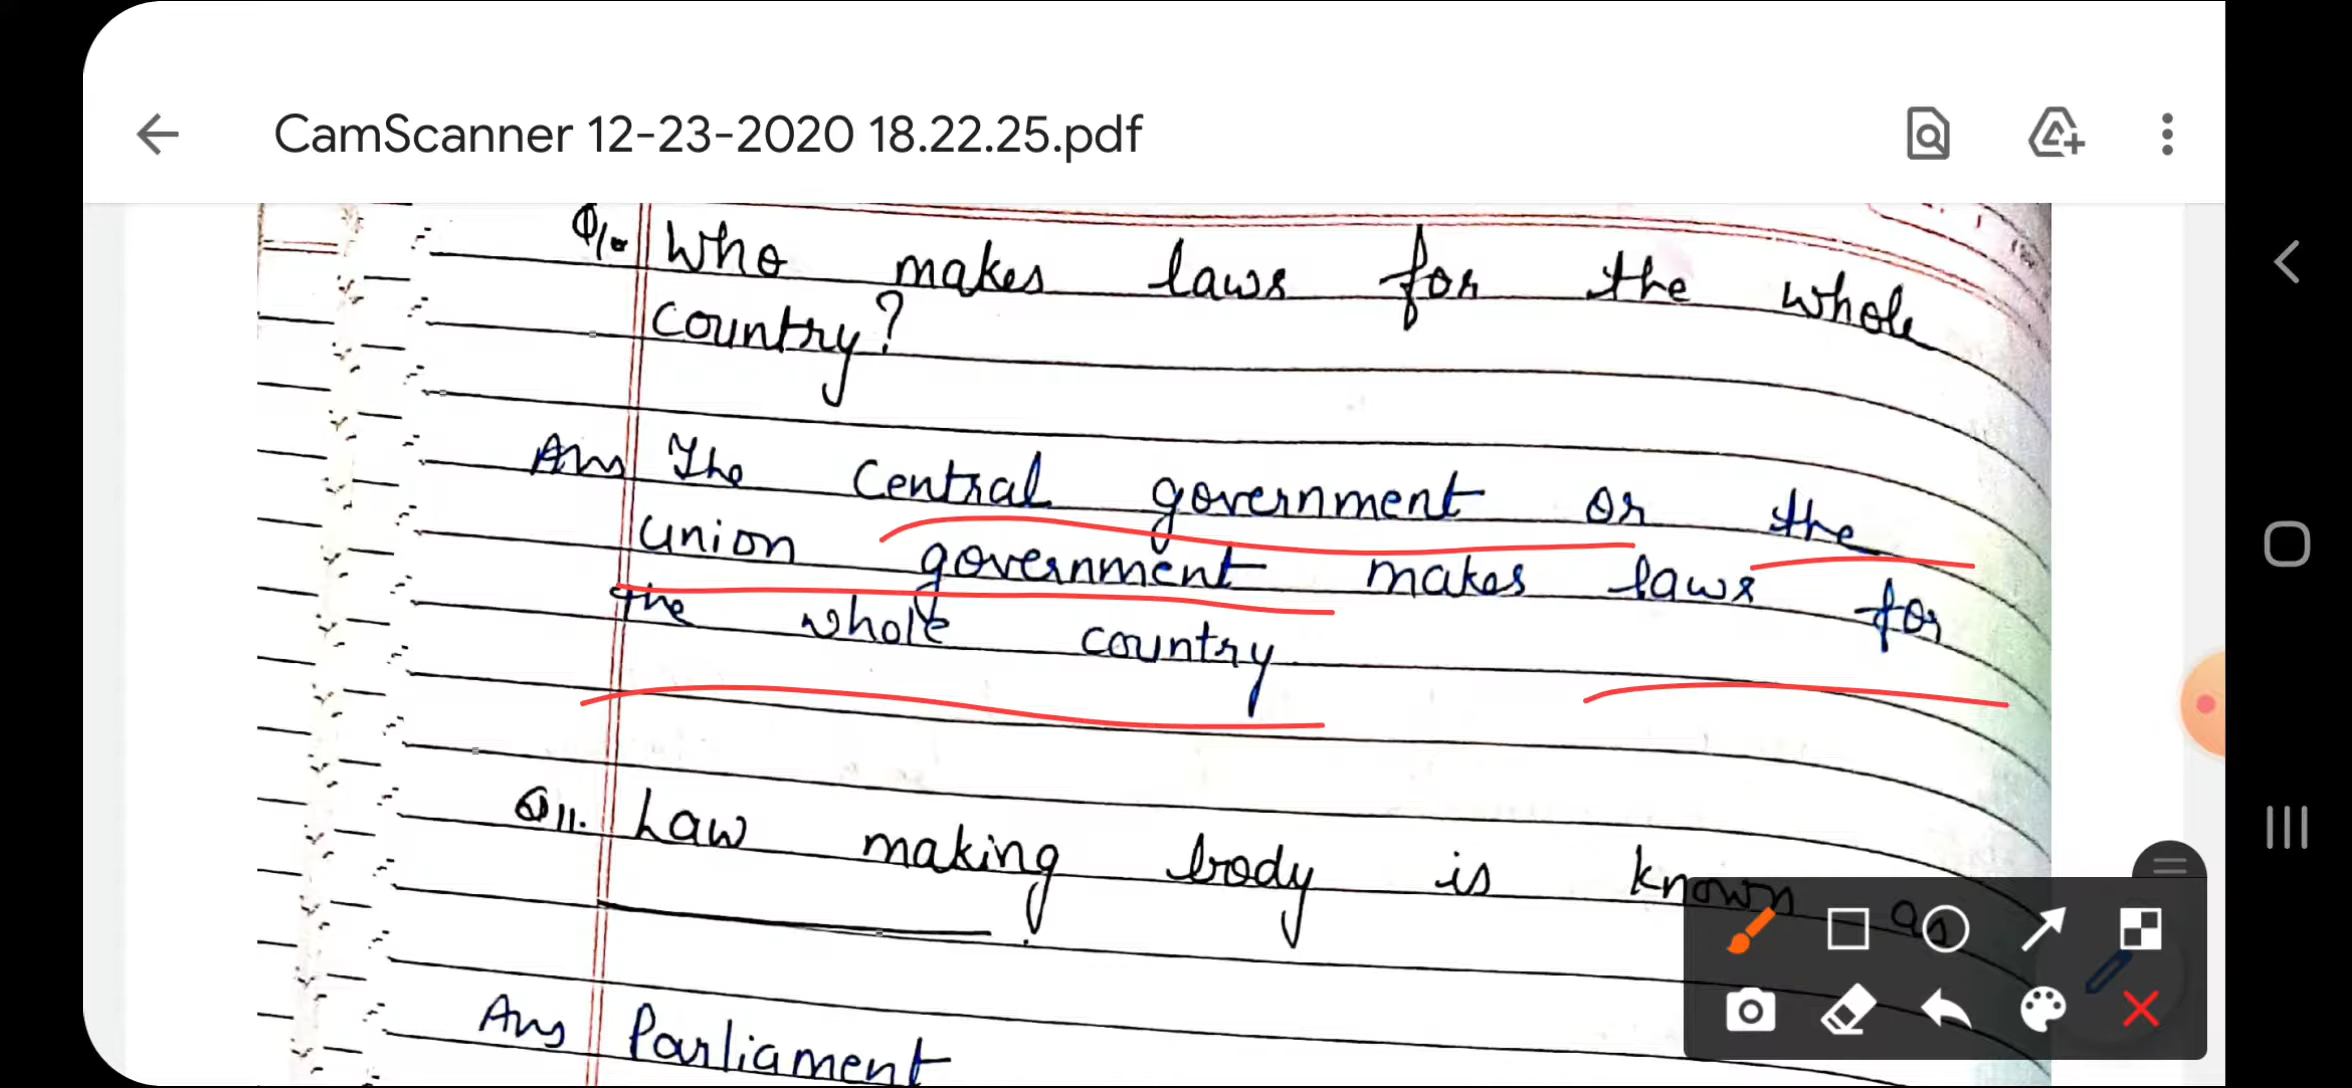 CamScanner 12-23-2020 18.22.25.pdf
Q10 Who makes laws for the whole
country?
Ans The Central government or the
union government makes laws for
the whole country
Q11. Law making body is known as
________.
Ans Parliament